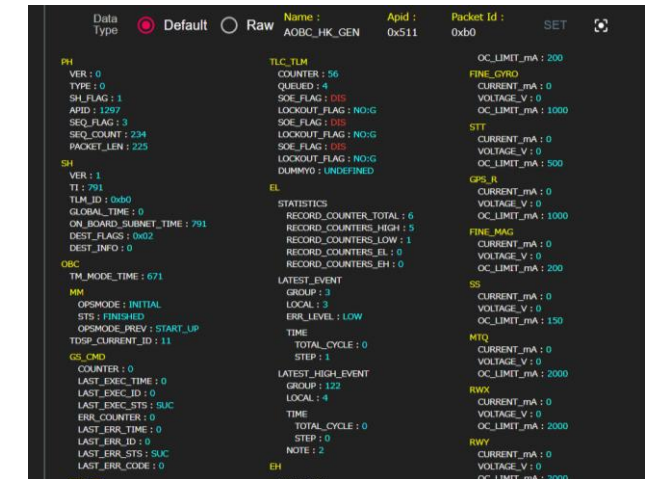 Data Type
Default
Raw
Name :
AOBC_HK_GEN
Apid :
0x511
Packet Id :
0xb0
SET
PH
VER : 0
TYPE : 0
SH_FLAG : 1
APID : 1297
SEQ_FLAG : 3
SEQ_COUNT : 234
PACKET_LEN : 225
SH
VER : 1
TI : 791
TLM_ID : 0xb0
GLOBAL_TIME : 0
ON_BOARD_SUBNET_TIME : 791
DEST_FLAGS : 0x02
DEST_INFO : 0
OBC
TM_MODE_TIME : 671
MM
OPSMODE : INITIAL
STS : FINISHED
OPSMODE_PREV : START_UP
TDSP_CURRENT_ID : 11
GS_CMD
COUNTER : 0
LAST_EXEC_TIME : 0
LAST_EXEC_ID : 0
LAST_EXEC_STS : SUC
ERR_COUNTER : 0
LAST_ERR_TIME : 0
LAST_ERR_ID : 0
LAST_ERR_STS : SUC
LAST_ERR_CODE : 0
TLC_TLM
COUNTER : 56
QUEUED : 4
SOE_FLAG : DIS
LOCKOUT_FLAG : NO:G
SOE_FLAG : DIS
LOCKOUT_FLAG : NO:G
SOE_FLAG : DIS
LOCKOUT_FLAG : NO:G
DUMMY0 : UNDEFINED
EL
STATISTICS
RECORD_COUNTER_TOTAL : 6
RECORD_COUNTERS_HIGH : 5
RECORD_COUNTERS_LOW : 1
RECORD_COUNTERS_EL : 0
RECORD_COUNTERS_EH : 0
LATEST_EVENT
GROUP : 3
LOCAL : 3
ERR_LEVEL : LOW
TIME
TOTAL_CYCLE : 0
STEP : 1
LATEST_HIGH_EVENT
GROUP : 122
LOCAL : 4
TIME
TOTAL_CYCLE : 0
STEP : 0
NOTE : 2
EH
OC_LIMIT_mA : 200
FINE_GYRO
CURRENT_mA : 0
VOLTAGE_V : 0
OC_LIMIT_mA : 1000
STT
CURRENT_mA : 0
VOLTAGE_V : 0
OC_LIMIT_mA : 500
GPS_R
CURRENT_mA : 0
VOLTAGE_V : 0
OC_LIMIT_mA : 1000
FINE_MAG
CURRENT_mA : 0
VOLTAGE_V : 0
OC_LIMIT_mA : 200
SS
CURRENT_mA : 0
VOLTAGE_V : 0
OC_LIMIT_mA : 150
MTQ
CURRENT_mA : 0
VOLTAGE_V : 0
OC_LIMIT_mA : 2000
RWX
CURRENT_mA : 0
VOLTAGE_V : 0
OC_LIMIT_mA : 2000
RWY
CURRENT_mA : 0
VOLTAGE_V : 0
OC_LIMIT_mA : 2000